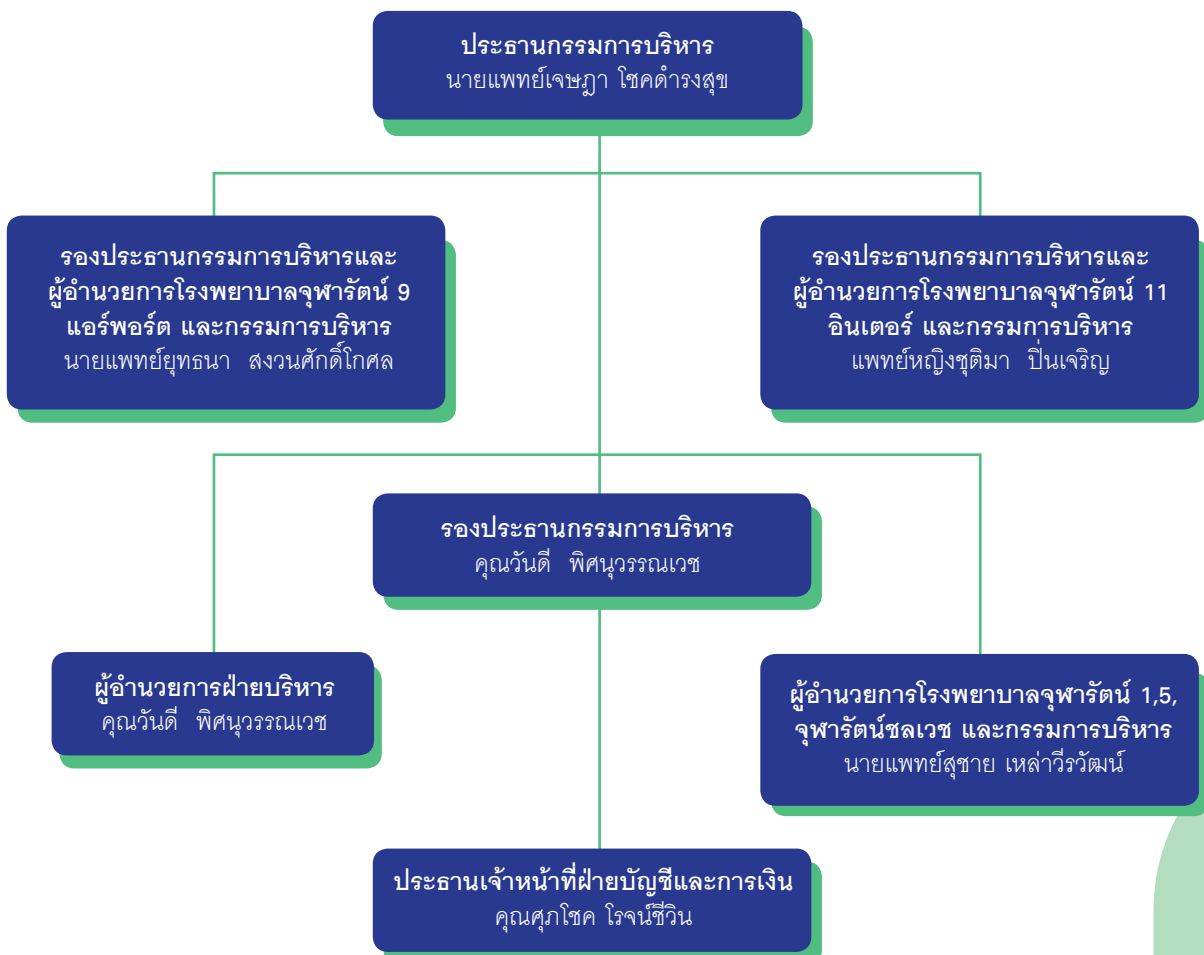 ประธานกรรมการบริหาร
นายแพทย์เจษฎา โชคดำรงสุข
รองประธานกรรมการบริหารและ
ผู้อำนวยการโรงพยาบาลจุฬารัตน์ 9
แอร์พอร์ต และกรรมการบริหาร
นายแพทย์ยุทธนา สงวนศักดิ์โกศล
รองประธานกรรมการบริหารและ
ผู้อำนวยการโรงพยาบาลจุฬารัตน์ 11
อินเตอร์ และกรรมการบริหาร
แพทย์หญิงชุติมา ปิ่นเจริญ
รองประธานกรรมการบริหาร
คุณวันดี พิศนุวรรณเวช
ผู้อำนวยการฝ่ายบริหาร
คุณวันดี พิศนุวรรณเวช
ผู้อำนวยการโรงพยาบาลจุฬารัตน์ 1,5,
จุฬารัตน์ชลเวช และกรรมการบริหาร
นายแพทย์สุชาย เหล่าวีรวัฒน์
ประธานเจ้าหน้าที่ฝ่ายบัญชีและการเงิน
คุณศุภโชค โรจน์ชีวิน